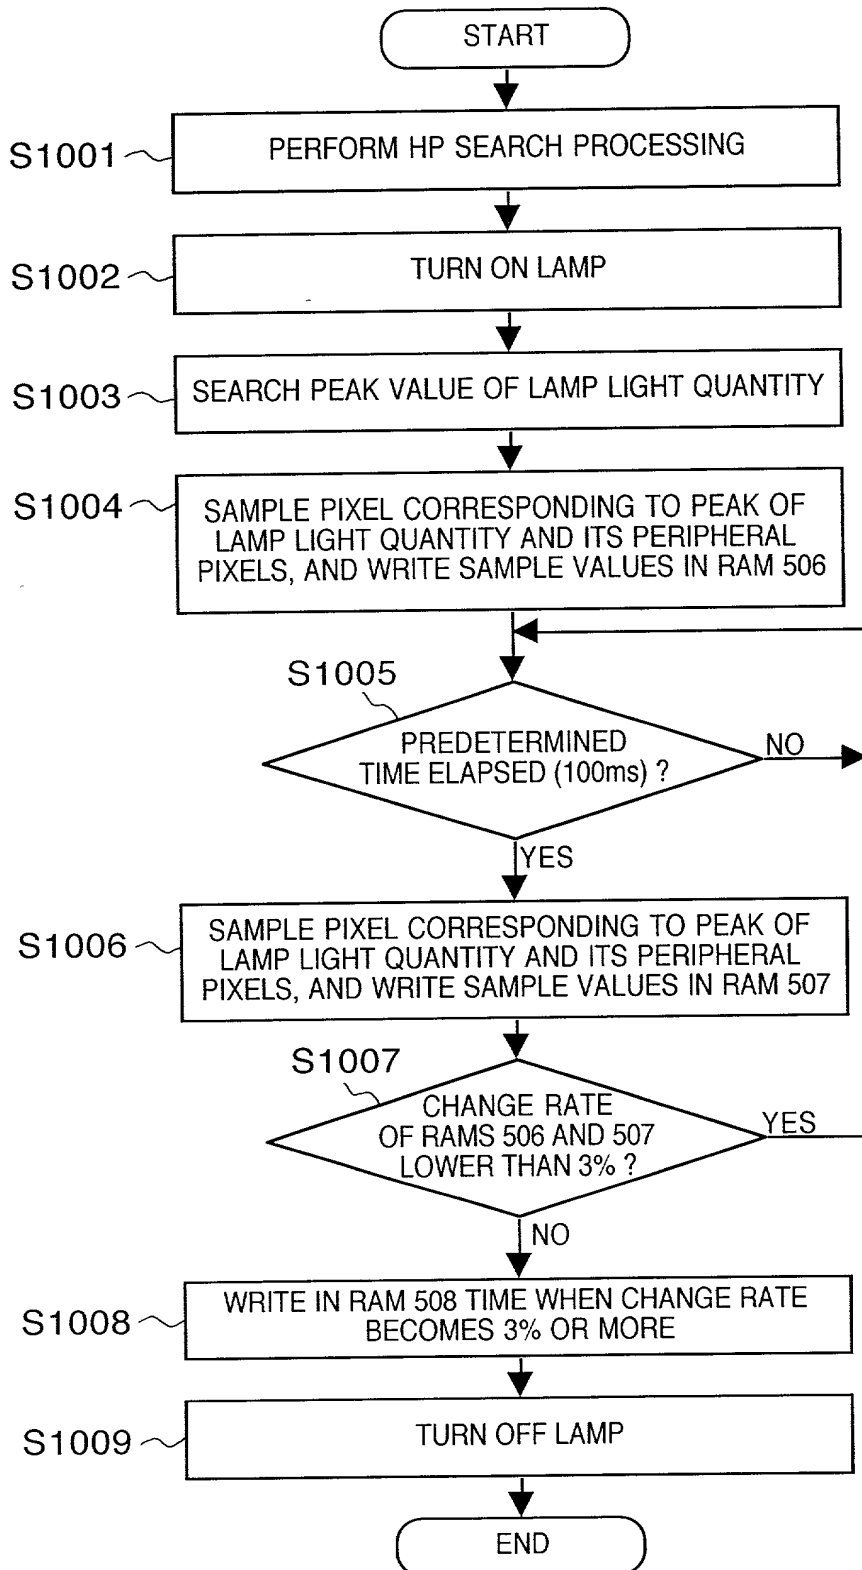 START
S1001
PERFORM HP SEARCH PROCESSING
S1002
TURN ON LAMP
S1003
SEARCH PEAK VALUE OF LAMP LIGHT QUANTITY
S1004
SAMPLE PIXEL CORRESPONDING TO PEAK OF
LAMP LIGHT QUANTITY AND ITS PERIPHERAL
PIXELS, AND WRITE SAMPLE VALUES IN RAM 506
S1005
PREDETERMINED
TIME ELAPSED (100ms) ?
NO
YES
S1006
SAMPLE PIXEL CORRESPONDING TO PEAK OF
LAMP LIGHT QUANTITY AND ITS PERIPHERAL
PIXELS, AND WRITE SAMPLE VALUES IN RAM 507
S1007
CHANGE RATE
OF RAMS 506 AND 507
LOWER THAN 3% ?
YES
NO
S1008
WRITE IN RAM 508 TIME WHEN CHANGE RATE
BECOMES 3% OR MORE
S1009
TURN OFF LAMP
END